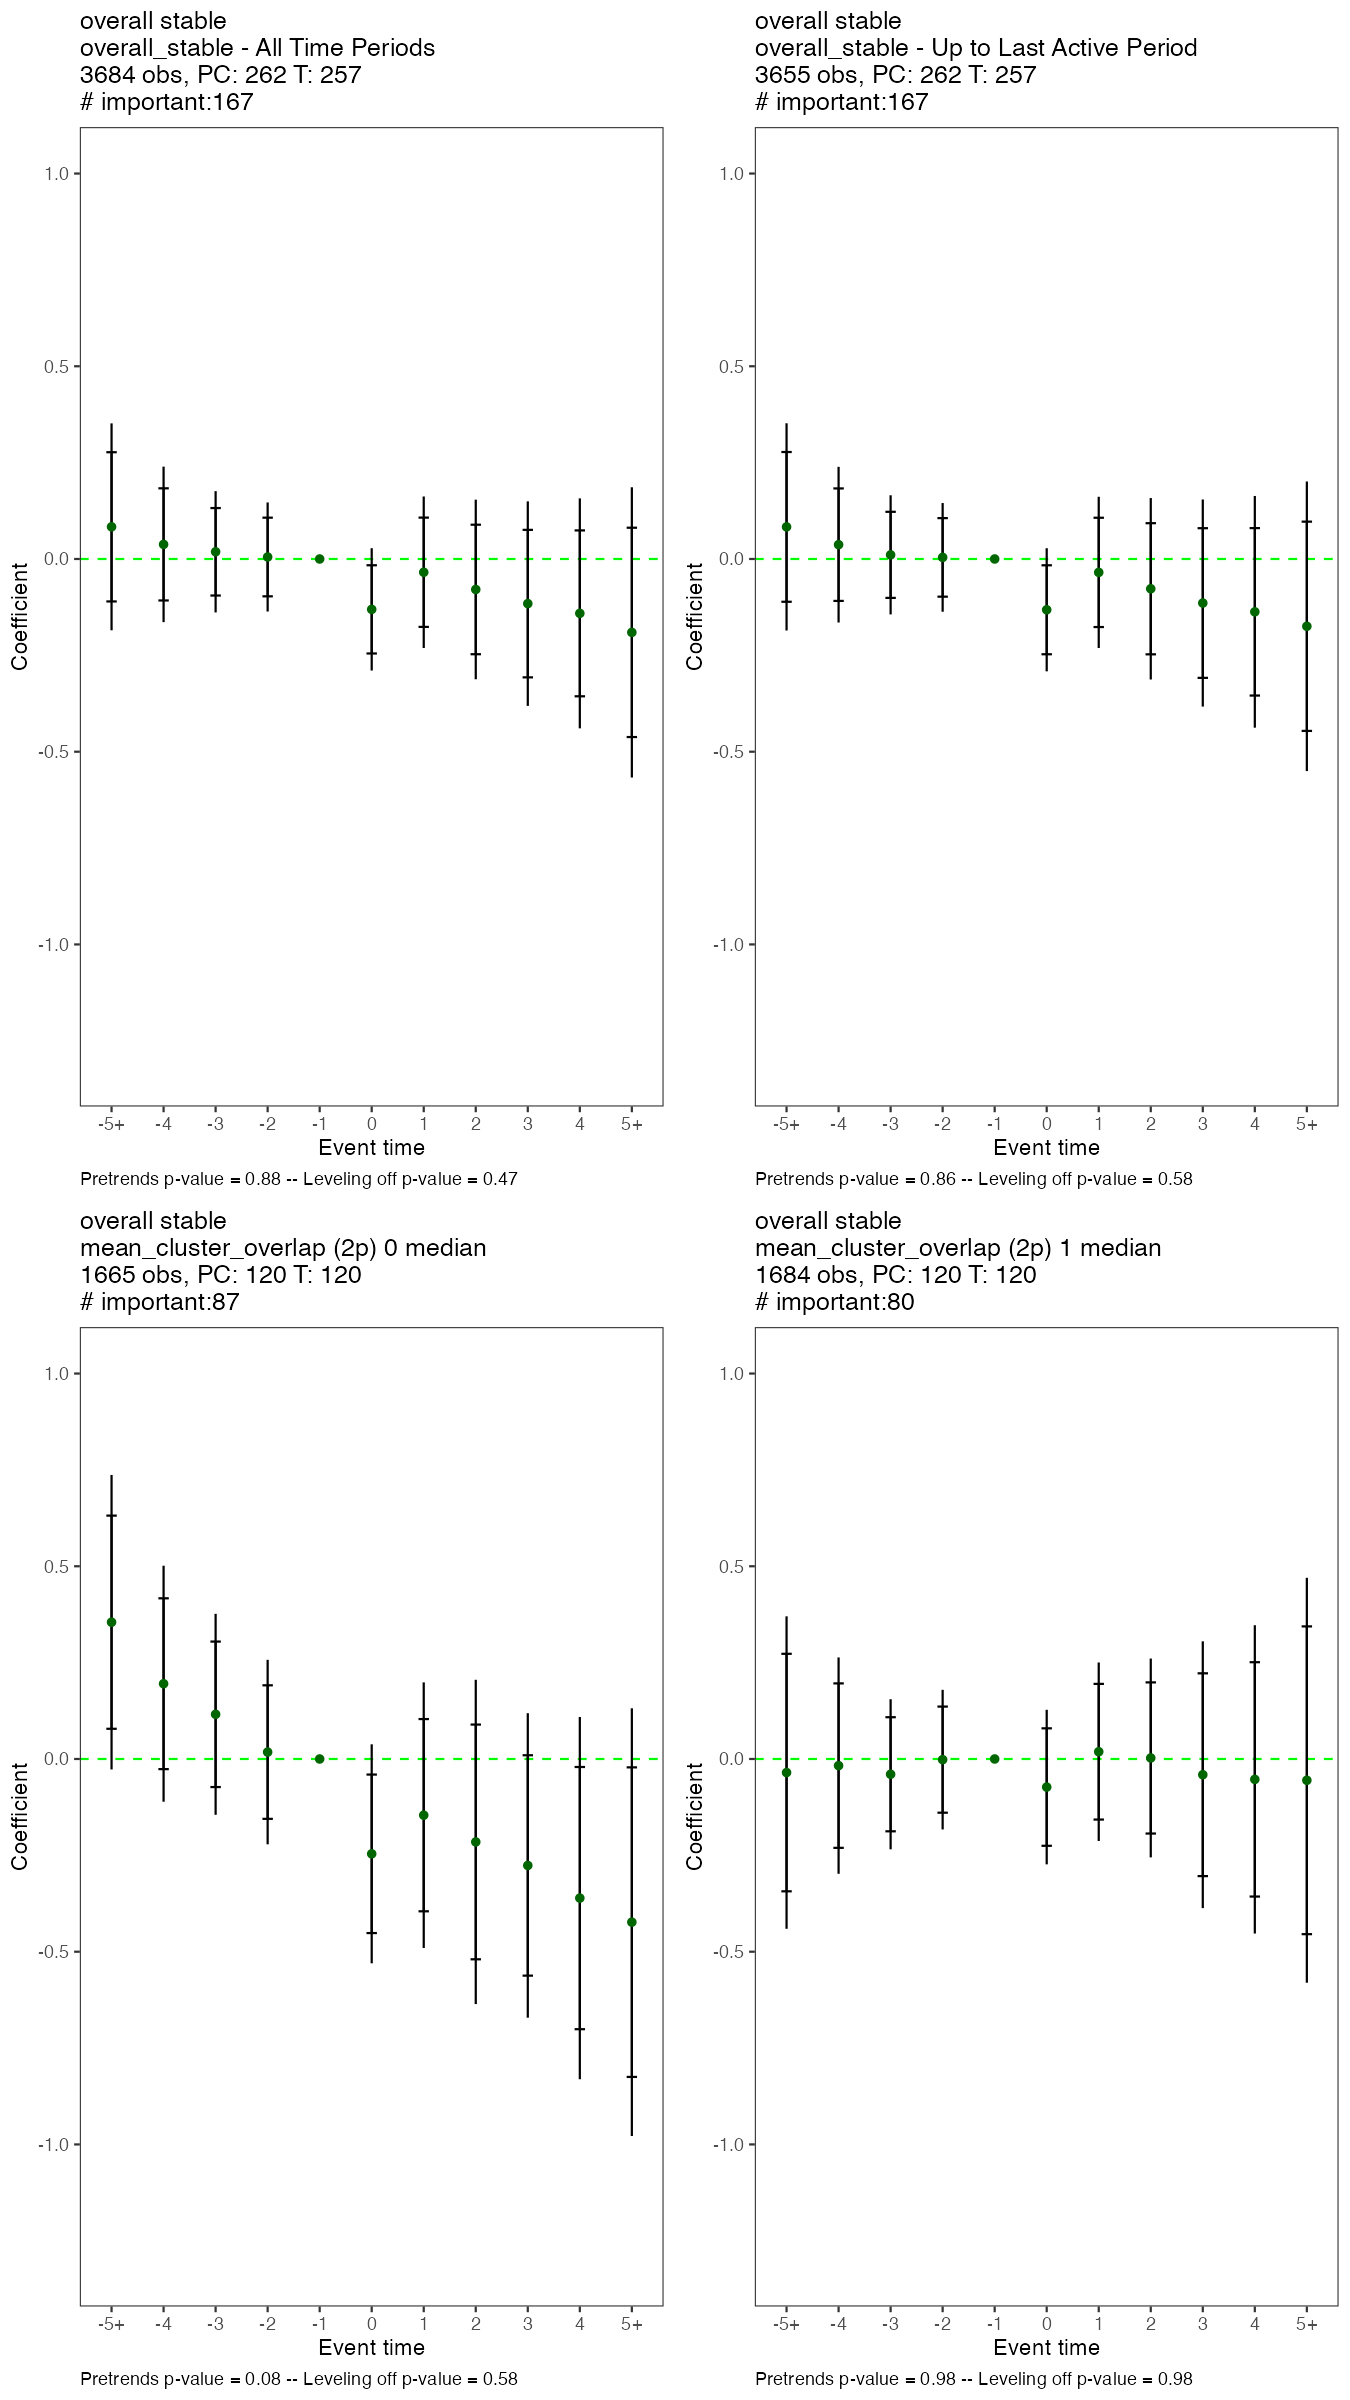 overall stable
overall_stable - All Time Periods
3684 obs, PC: 262 T: 257
# important:167
1.0
0.5
0.0
-0.5
-1.0
Coefficient
-5+ -4 -3 -2 -1 0 1 2 3 4 5+
Event time
Pretrends p-value = 0.88 -- Leveling off p-value = 0.47
overall stable
overall_stable - Up to Last Active Period
3655 obs, PC: 262 T: 257
# important:167
1.0
0.5
0.0
-0.5
-1.0
Coefficient
-5+ -4 -3 -2 -1 0 1 2 3 4 5+
Event time
Pretrends p-value = 0.86 -- Leveling off p-value = 0.58
overall stable
mean_cluster_overlap (2p) 0 median
1665 obs, PC: 120 T: 120
# important:87
1.0
0.5
0.0
-0.5
-1.0
Coefficient
-5+ -4 -3 -2 -1 0 1 2 3 4 5+
Event time
Pretrends p-value = 0.08 -- Leveling off p-value = 0.58
overall stable
mean_cluster_overlap (2p) 1 median
1684 obs, PC: 120 T: 120
# important:80
1.0
0.5
0.0
-0.5
-1.0
Coefficient
-5+ -4 -3 -2 -1 0 1 2 3 4 5+
Event time
Pretrends p-value = 0.98 -- Leveling off p-value = 0.98